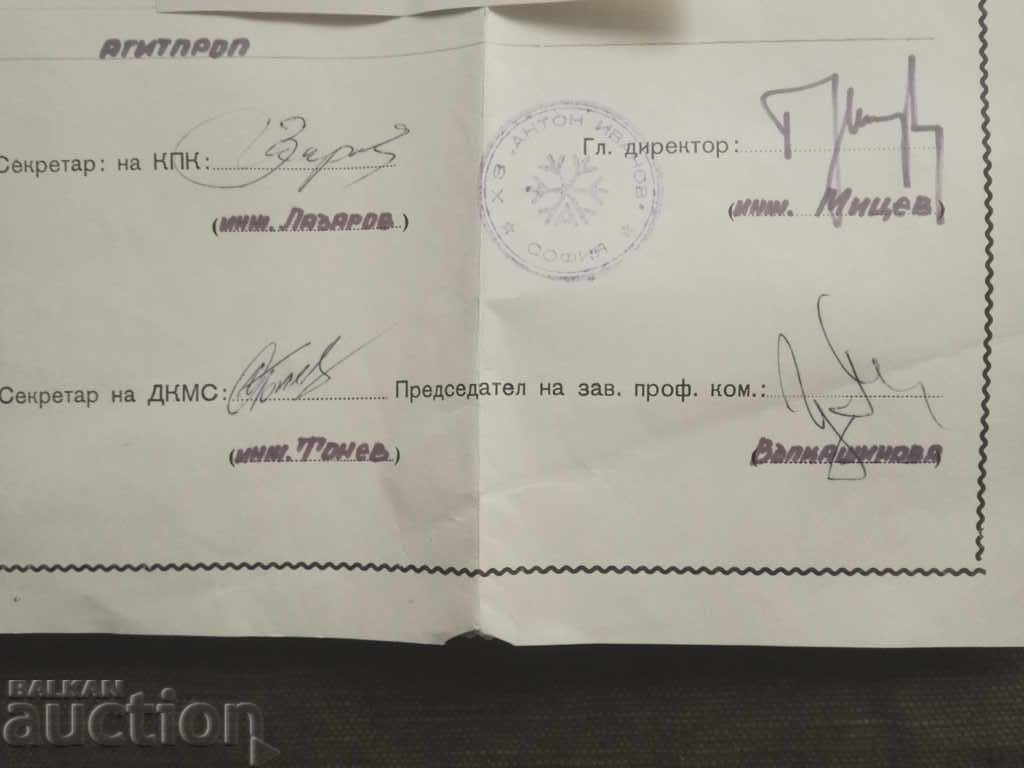 агитпроп
Секретар: на КПК:
Гл. директор:
(инж. Лазаров)
(инж. Мицев)
ХЗ „АНТОН ИВАНОВ"
СОФИЯ
Секретар на ДКМС:
Председател на зав. проф. ком.:
(инж. Тонев)
(Вълкашинова)
BALKAN
auction